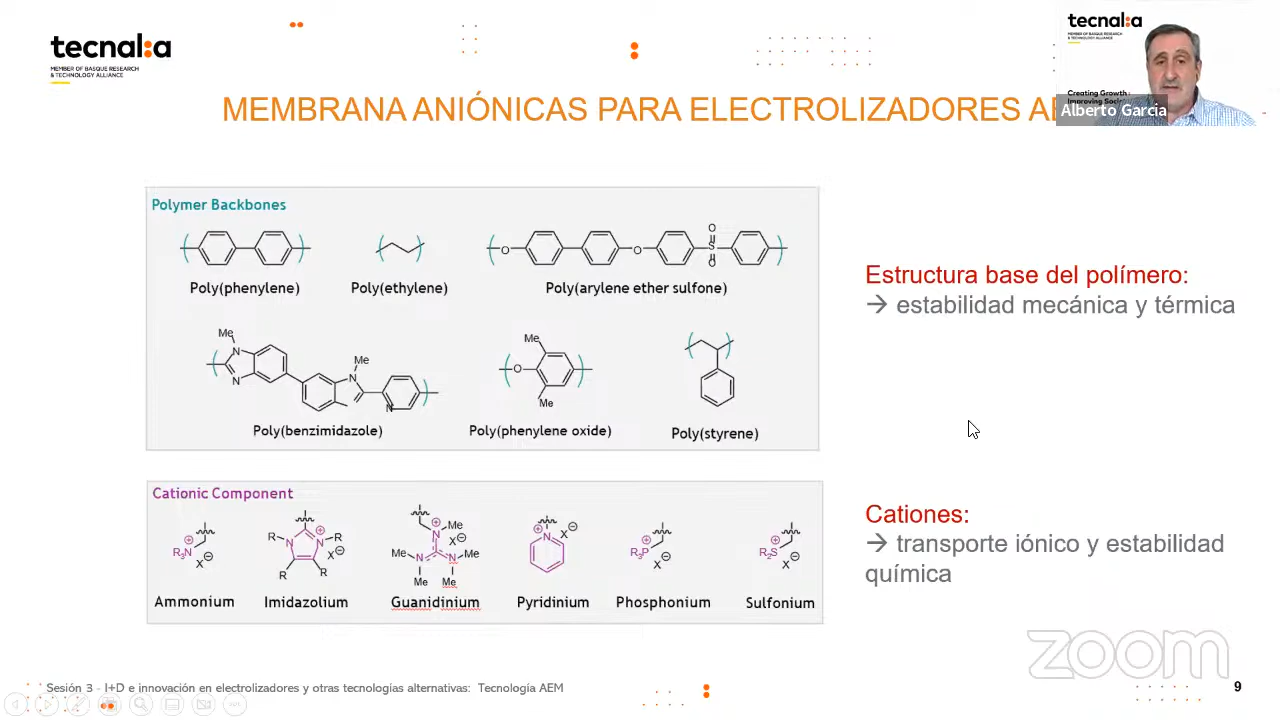 tecnal:a
MEMBER OF BASQUE RESEARCH
& TECHNOLOGY ALLIANCE
tecnal:a
MEMBER OF BASQUE RESEARCH
& TECHNOLOGY ALLIANCE
Creating Growth
Improving
Alberto García
MEMBRANA ANIÓNICAS PARA ELECTROLIZADORES
Polymer Backbones
O
O
S
O
O
Poly(phenylene)
Poly(ethylene)
Poly(arylene ether sulfone)
Me
N
N
Me
N
N
Me
O
Me
Poly(benzimidazole)
Poly(phenylene oxide)
Poly(styrene)
Estructura base del polímero:
→ estabilidad mecánica y térmica
Cationic Component
R3N ⊕
X⊖
R N N ⊕ R
X⊖
R R
⊕ N Me
X⊖
Me N N Me
Me Me
N ⊕ X⊖
R3P ⊕
X⊖
R2S ⊕
X⊖
Ammonium
Imidazolium
Guanidinium
Pyridinium
Phosphonium
Sulfonium
Cationes:
→ transporte iónico y estabilidad
química
zoom
Sesión 3 - I+D e innovación en electrolizadores y otras tecnologías alternativas: Tecnología AEM
9